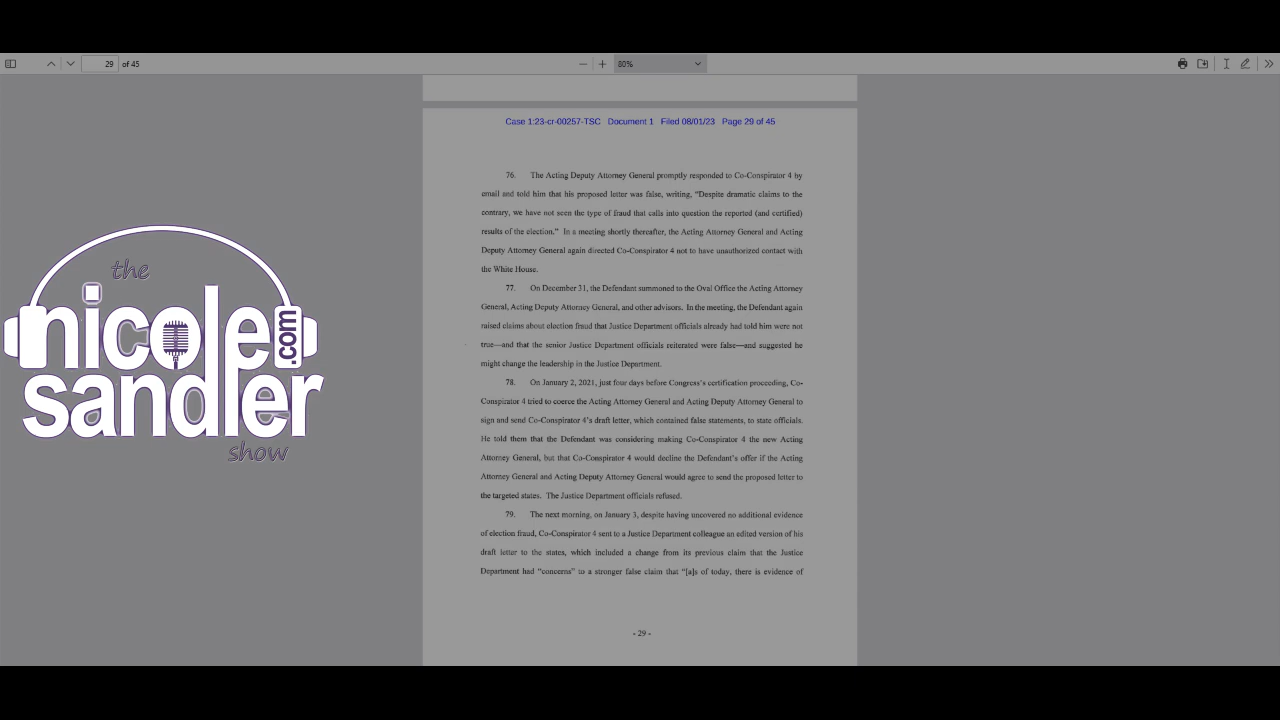 29 of 45
80%
Case 1:23-cr-00257-TSC Document 1 Filed 08/01/23 Page 29 of 45
76. The Acting Deputy Attorney General promptly responded to Co-Conspirator 4 by
email and told him that his proposed letter was false, writing, “Despite dramatic claims to the
contrary, we have not seen the type of fraud that calls into question the reported (and certified)
results of the election.” In a meeting shortly thereafter, the Acting Attorney General and Acting
Deputy Attorney General again directed Co-Conspirator 4 not to have unauthorized contact with
the White House.
77. On December 31, the Defendant summoned to the Oval Office the Acting Attorney
General, Acting Deputy Attorney General, and other advisors. In the meeting, the Defendant again
raised claims about election fraud that Justice Department officials already had told him were not
true—and that the senior Justice Department officials reiterated were false—and suggested he
might change the leadership in the Justice Department.
78. On January 2, 2021, just four days before Congress’s certification proceeding, Co-
Conspirator 4 tried to coerce the Acting Attorney General and Acting Deputy Attorney General to
sign and send Co-Conspirator 4’s draft letter, which contained false statements, to state officials.
He told them that the Defendant was considering making Co-Conspirator 4 the new Acting
Attorney General, but that Co-Conspirator 4 would decline the Defendant’s offer if the Acting
Attorney General and Acting Deputy Attorney General would agree to send the proposed letter to
the targeted states. The Justice Department officials refused.
79. The next morning, on January 3, despite having uncovered no additional evidence
of election fraud, Co-Conspirator 4 sent to a Justice Department colleague an edited version of his
draft letter to the states, which included a change from its previous claim that the Justice
Department had “concerns” to a stronger false claim that “[a]s of today, there is evidence of
- 29 -
the
nicole
.com
sandler
show